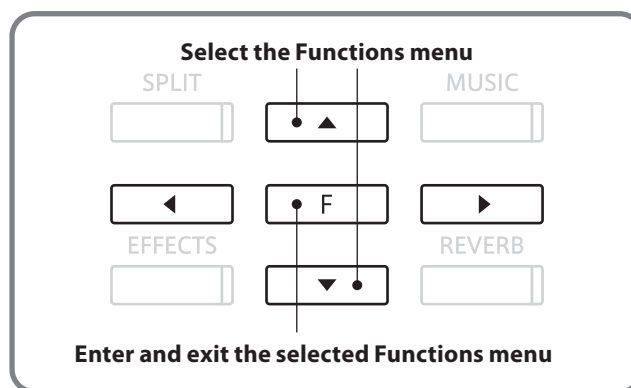 Select the Functions menu
SPLIT
MUSIC
F
EFFECTS
REVERB
Enter and exit the selected Functions menu